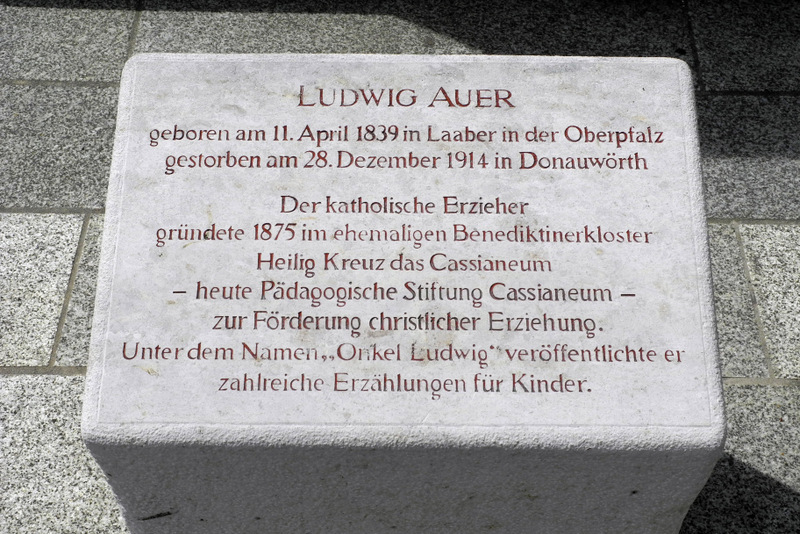 LUDWIG AUER
geboren am 11. April 1839 in Laaber in der Oberpfalz
gestorben am 28. Dezember 1914 in Donauwörth
Der katholische Erzieher
gründete 1875 im ehemaligen Benediktinerkloster
Heilig Kreuz das Cassianeum
– heute Pädagogische Stiftung Cassianeum –
zur Förderung christlicher Erziehung.
Unter dem Namen „Onkel Ludwig“ veröffentlichte er
zahlreiche Erzählungen für Kinder.